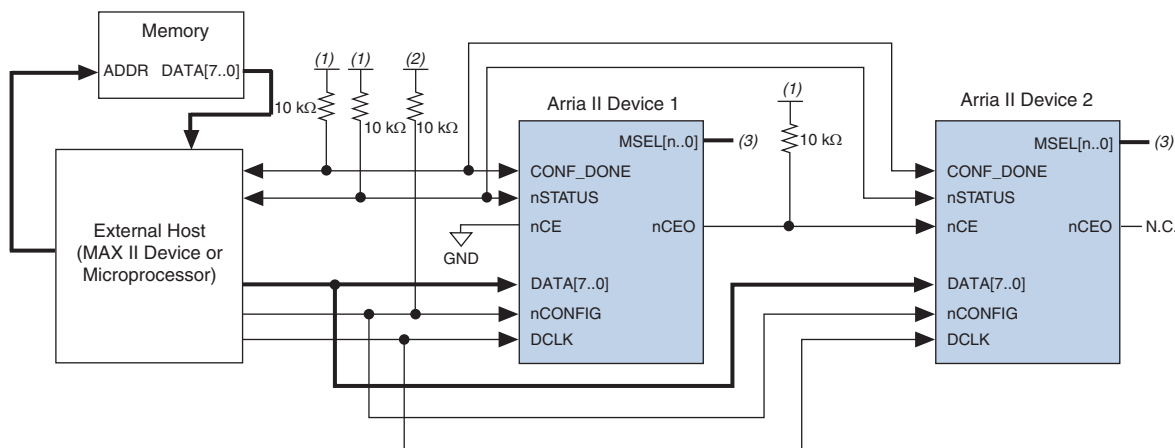 Memory
ADDR DATA[7..0]
(1) (1) (2)
10 kΩ
10 kΩ 10 kΩ
External Host
(MAX II Device or
Microprocessor)
GND
Arria II Device 1
MSEL[n..0] (3)
CONF_DONE
nSTATUS
nCE nCEO
DATA[7..0]
nCONFIG
DCLK
(1)
10 kΩ
Arria II Device 2
MSEL[n..0] (3)
CONF_DONE
nSTATUS
nCE nCEO N.C.
DATA[7..0]
nCONFIG
DCLK